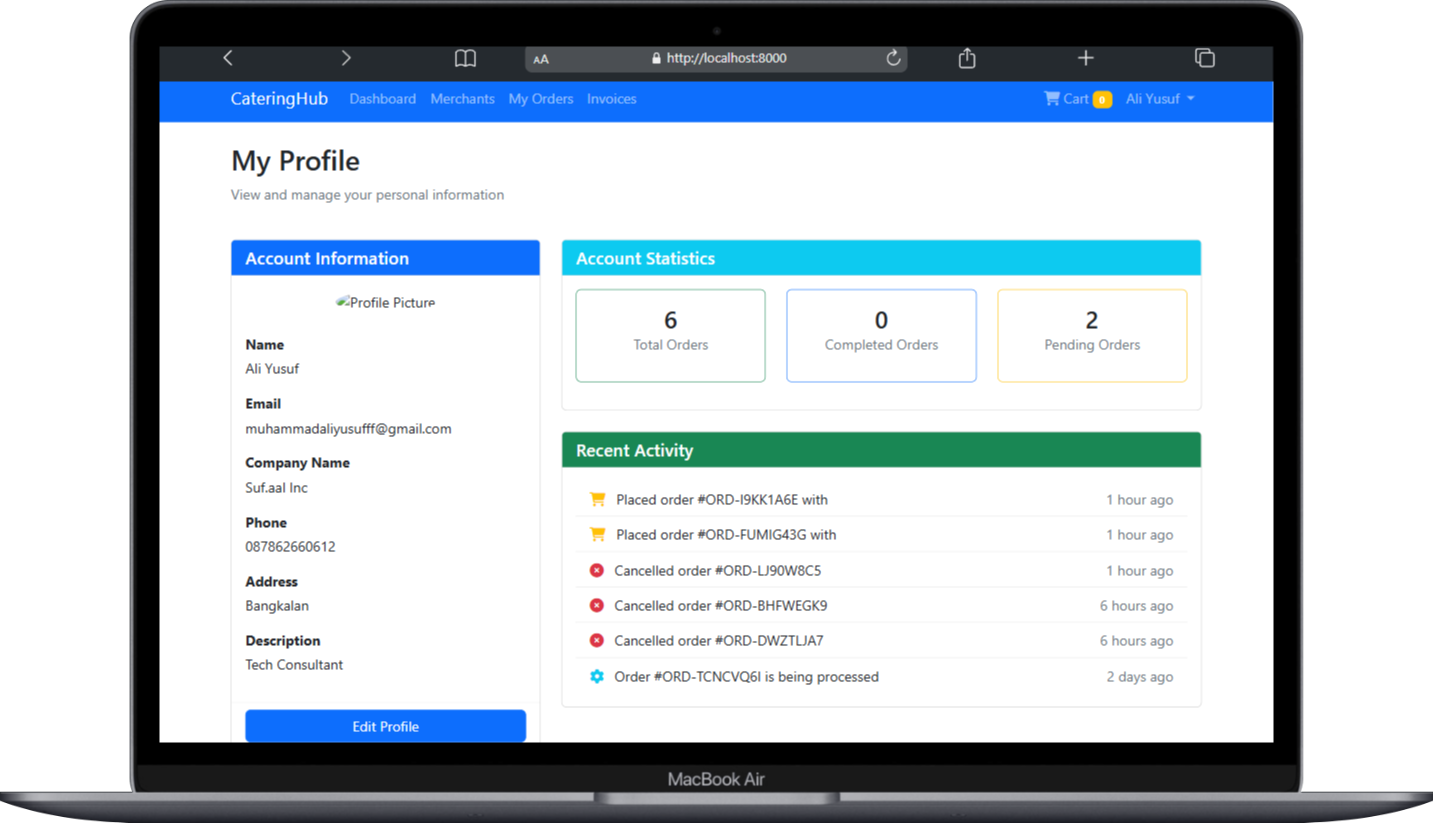 AA http://localhost:8000
CateringHub Dashboard Merchants My Orders Invoices Cart 0 Ali Yusuf
My Profile
View and manage your personal information
Account Information
Profile Picture
Name
Ali Yusuf
Email
muhammadaliyusufff@gmail.com
Company Name
Suf.aal Inc
Phone
087862660612
Address
Bangkalan
Description
Tech Consultant
Edit Profile
Account Statistics
6
Total Orders
0
Completed Orders
2
Pending Orders
Recent Activity
Placed order #ORD-I9KK1A6E with 1 hour ago
Placed order #ORD-FUMIG43G with 1 hour ago
Cancelled order #ORD-LJ90W8C5 1 hour ago
Cancelled order #ORD-BHFWEGK9 6 hours ago
Cancelled order #ORD-DWZTLJA7 6 hours ago
Order #ORD-TCNCVQ6I is being processed 2 days ago
MacBook Air